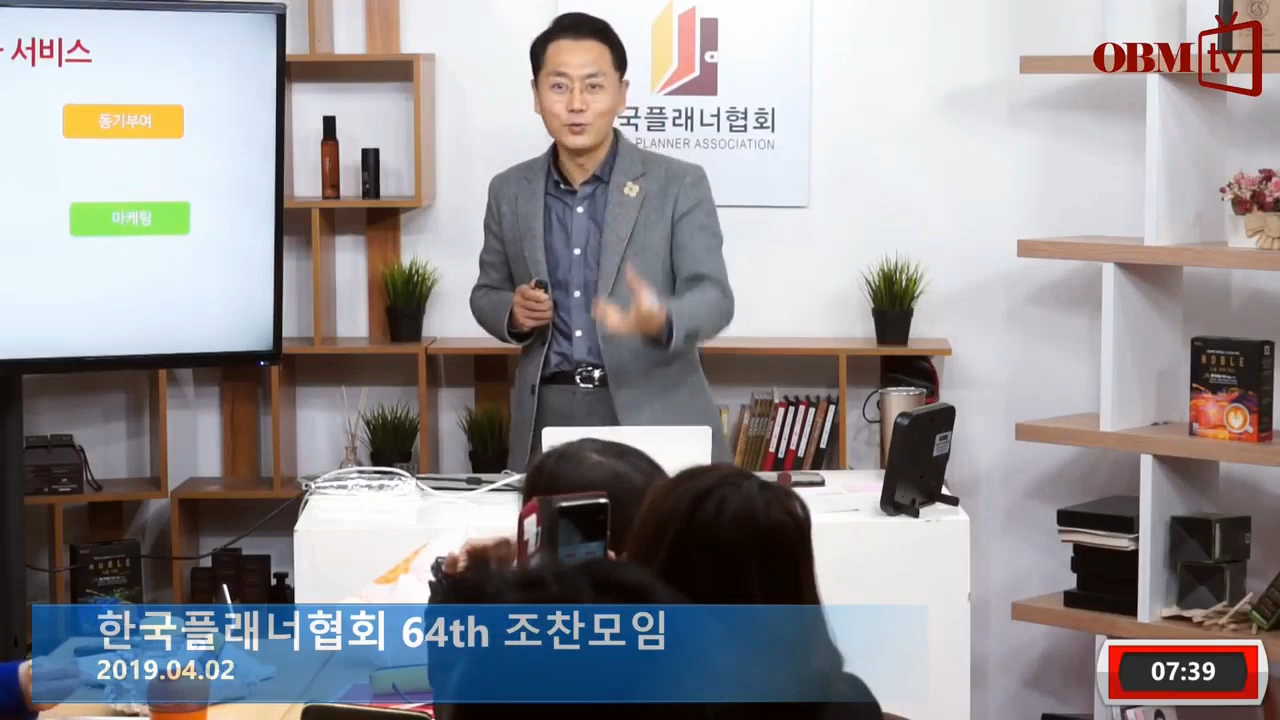 서비스
동기부여
마케팅
국플래너협회
PLANNER ASSOCIATION
OBM tv
NOBLE
NOBLE
한국플래너협회 64th 조찬모임
2019.04.02
07:39